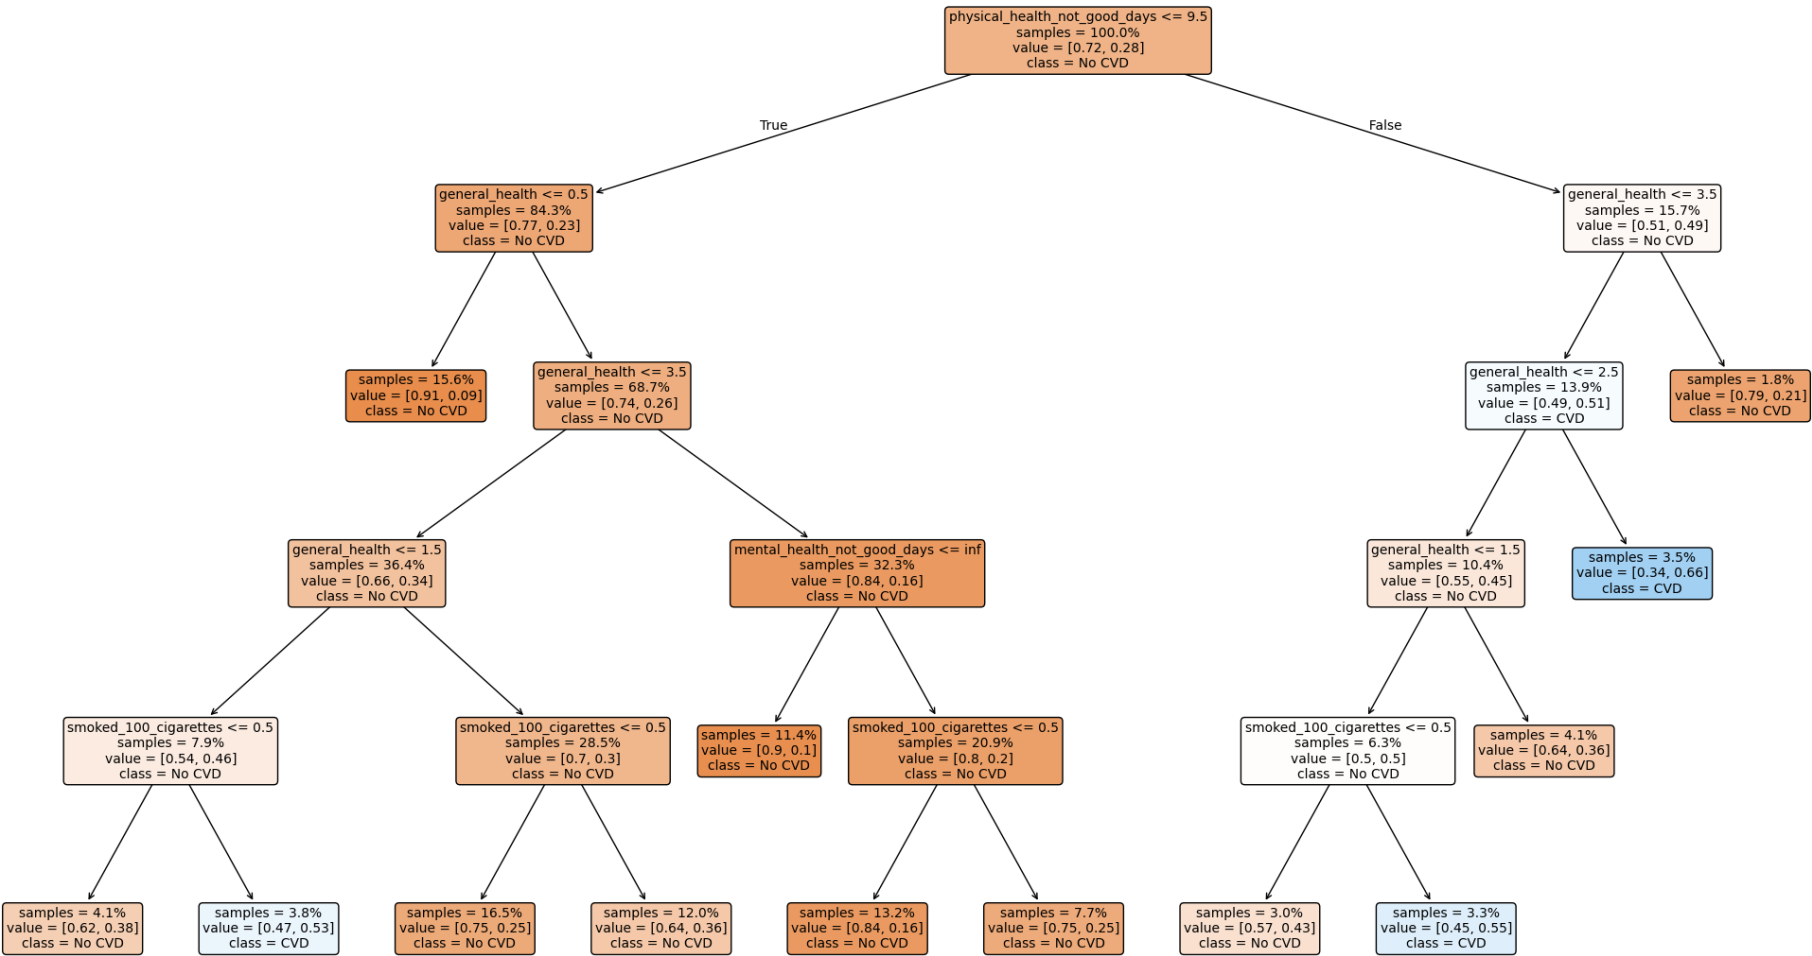 physical_health_not_good_days <= 9.5
samples = 100.0%
value = [0.72, 0.28]
class = No CVD
True
False
general_health <= 0.5
samples = 84.3%
value = [0.77, 0.23]
class = No CVD
general_health <= 3.5
samples = 15.7%
value = [0.51, 0.49]
class = No CVD
samples = 15.6%
value = [0.91, 0.09]
class = No CVD
general_health <= 3.5
samples = 68.7%
value = [0.74, 0.26]
class = No CVD
general_health <= 2.5
samples = 13.9%
value = [0.49, 0.51]
class = CVD
samples = 1.8%
value = [0.79, 0.21]
class = No CVD
general_health <= 1.5
samples = 36.4%
value = [0.66, 0.34]
class = No CVD
mental_health_not_good_days <= inf
samples = 32.3%
value = [0.84, 0.16]
class = No CVD
general_health <= 1.5
samples = 10.4%
value = [0.55, 0.45]
class = No CVD
samples = 3.5%
value = [0.34, 0.66]
class = CVD
smoked_100_cigarettes <= 0.5
samples = 7.9%
value = [0.54, 0.46]
class = No CVD
smoked_100_cigarettes <= 0.5
samples = 28.5%
value = [0.7, 0.3]
class = No CVD
samples = 11.4%
value = [0.9, 0.1]
class = No CVD
smoked_100_cigarettes <= 0.5
samples = 20.9%
value = [0.8, 0.2]
class = No CVD
smoked_100_cigarettes <= 0.5
samples = 6.3%
value = [0.5, 0.5]
class = No CVD
samples = 4.1%
value = [0.64, 0.36]
class = No CVD
samples = 4.1%
value = [0.62, 0.38]
class = No CVD
samples = 3.8%
value = [0.47, 0.53]
class = CVD
samples = 16.5%
value = [0.75, 0.25]
class = No CVD
samples = 12.0%
value = [0.64, 0.36]
class = No CVD
samples = 13.2%
value = [0.84, 0.16]
class = No CVD
samples = 7.7%
value = [0.75, 0.25]
class = No CVD
samples = 3.0%
value = [0.57, 0.43]
class = No CVD
samples = 3.3%
value = [0.45, 0.55]
class = CVD